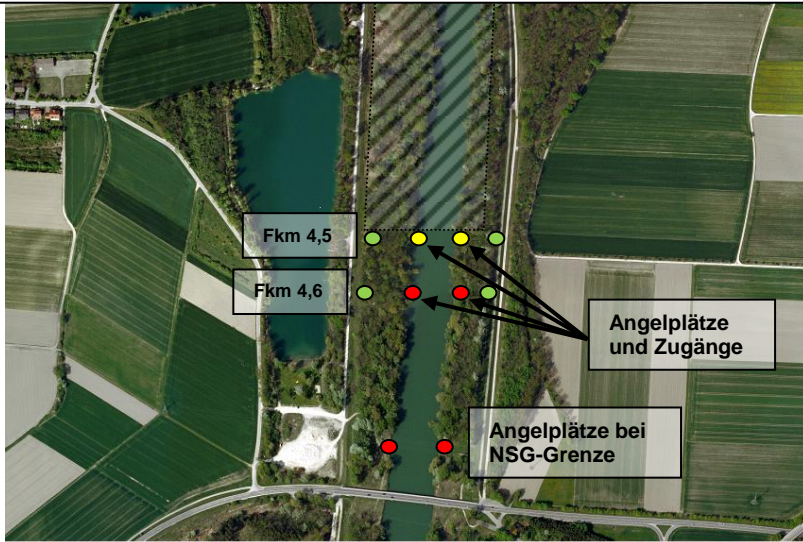 Fkm 4,5
Fkm 4,6
Angelplätze
und Zugänge
Angelplätze bei
NSG-Grenze